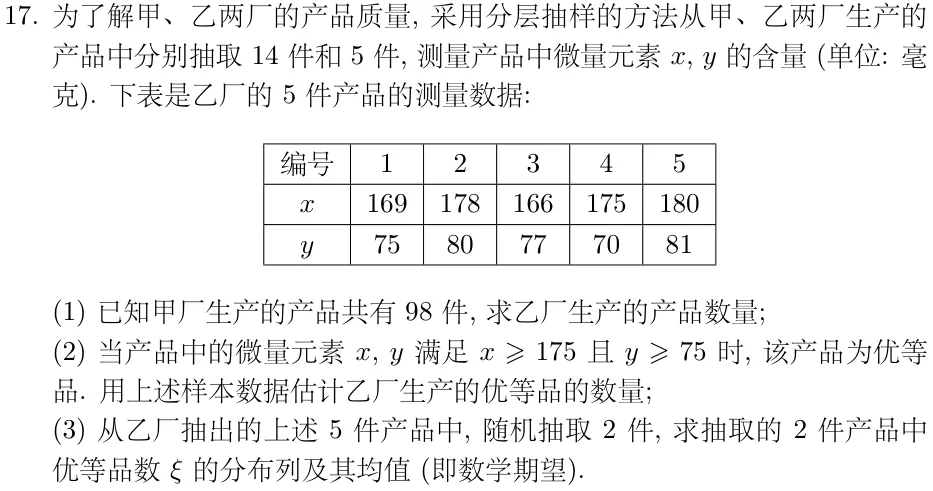 17. 为了解甲、乙两厂的产品质量, 采用分层抽样的方法从甲、乙两厂生产的
产品中分别抽取 14 件和 5 件, 测量产品中微量元素 x, y 的含量 (单位: 毫
克). 下表是乙厂的 5 件产品的测量数据:
编号 1 2 3 4 5
x 169 178 166 175 180
y 75 80 77 70 81
(1) 已知甲厂生产的产品共有 98 件, 求乙厂生产的产品数量;
(2) 当产品中的微量元素 x, y 满足 x ⩾ 175 且 y ⩾ 75 时, 该产品为优等
品. 用上述样本数据估计乙厂生产的优等品的数量;
(3) 从乙厂抽出的上述 5 件产品中, 随机抽取 2 件, 求抽取的 2 件产品中
优等品数 ξ 的分布列及其均值 (即数学期望).